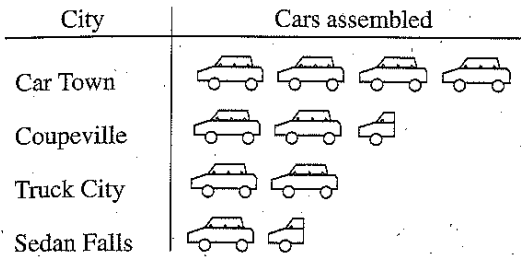 City Cars assembled
Car Town
Coupeville
Truck City
Sedan Falls